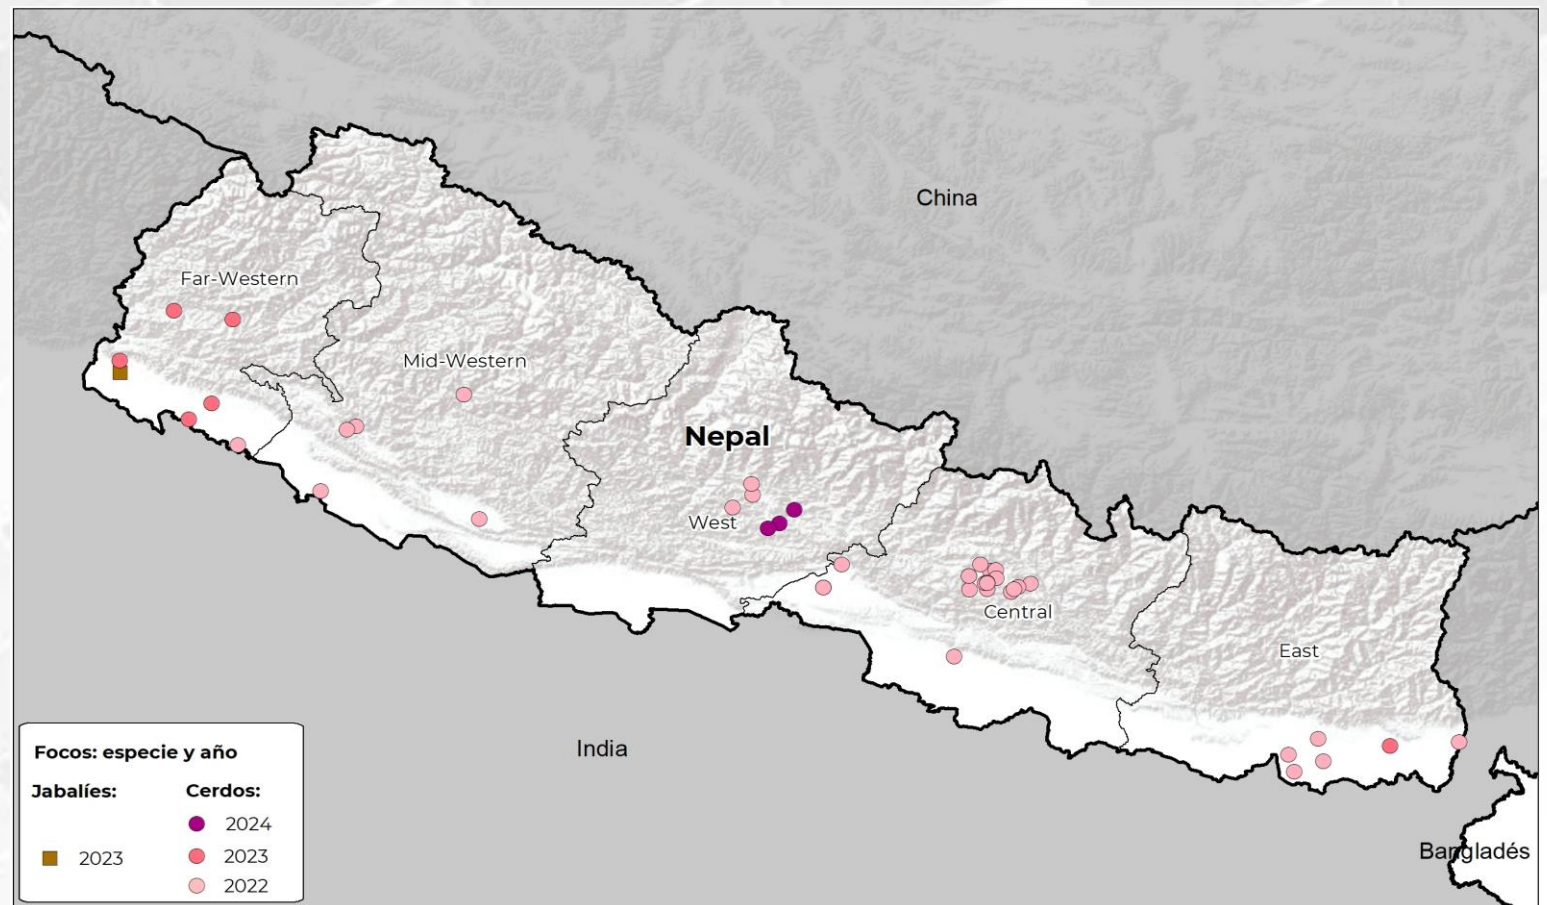 China
Far-Western
Mid-Western
Nepal
West
Central
East
India
Bangladés
Focos: especie y año
Jabalíes: Cerdos:
2024
2023 2023
2022